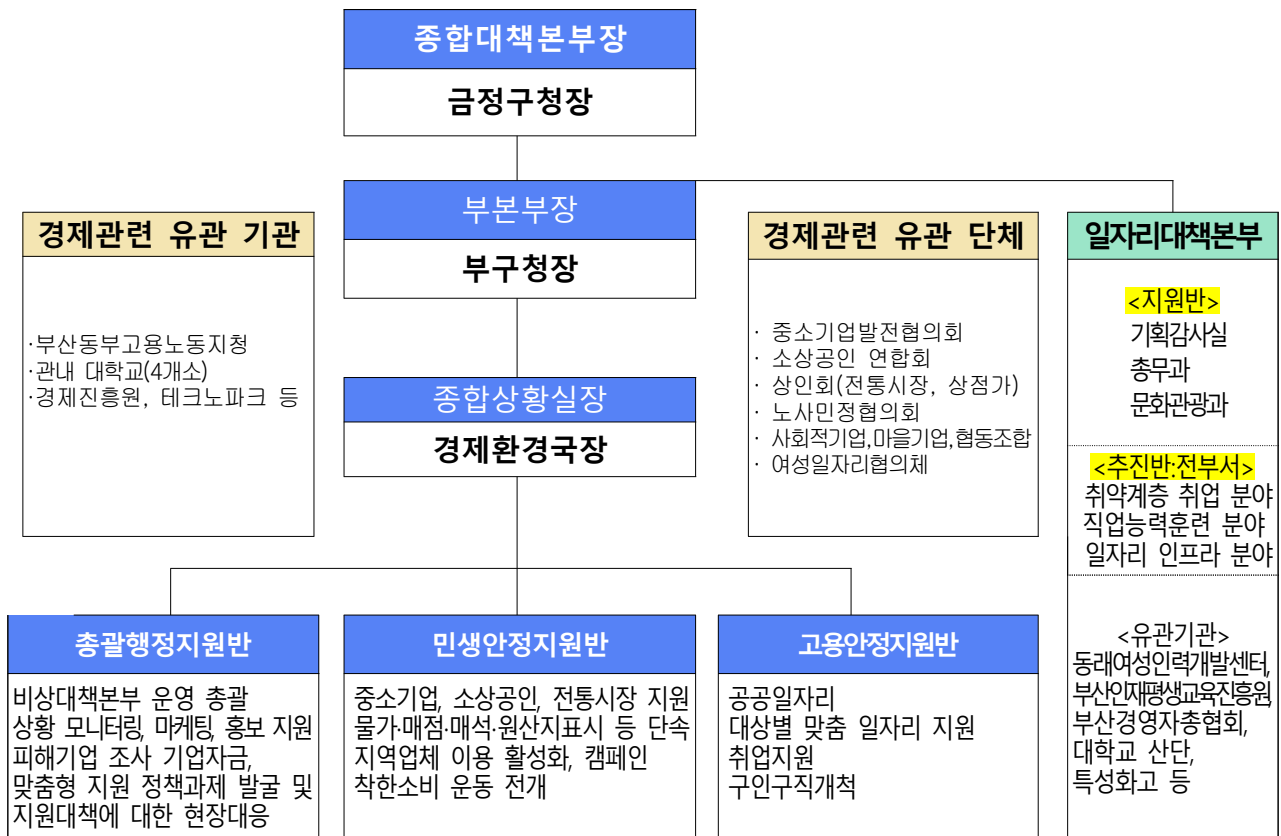 종합대책본부장
금정구청장
부본부장
부구청장
경제관련 유관 기관
·부산동부고용노동지청
·관내 대학교(4개소)
·경제진흥원, 테크노파크 등
경제관련 유관 단체
· 중소기업발전협의회
· 소상공인 연합회
· 상인회(전통시장, 상점가)
· 노사민정협의회
· 사회적기업,마을기업,협동조합
· 여성일자리협의체
일자리대책본부
<지원반>
기획감사실
총무과
문화관광과
<추진반:전부서>
취약계층 취업 분야
직업능력훈련 분야
일자리 인프라 분야
<유관기관>
동래여성인력개발센터,
부산인재평생교육진흥원,
부산경영자총협회,
대학교 산단,
특성화고 등
종합상황실장
경제환경국장
총괄행정지원반
비상대책본부 운영 총괄
상황 모니터링, 마케팅, 홍보 지원
피해기업 조사 기업자금,
맞춤형 지원 정책과제 발굴 및
지원대책에 대한 현장대응
민생안정지원반
중소기업, 소상공인, 전통시장 지원
물가·매점·매석·원산지표시 등 단속
지역업체 이용 활성화, 캠페인
착한소비 운동 전개
고용안정지원반
공공일자리
대상별 맞춤 일자리 지원
취업지원
구인구직개척